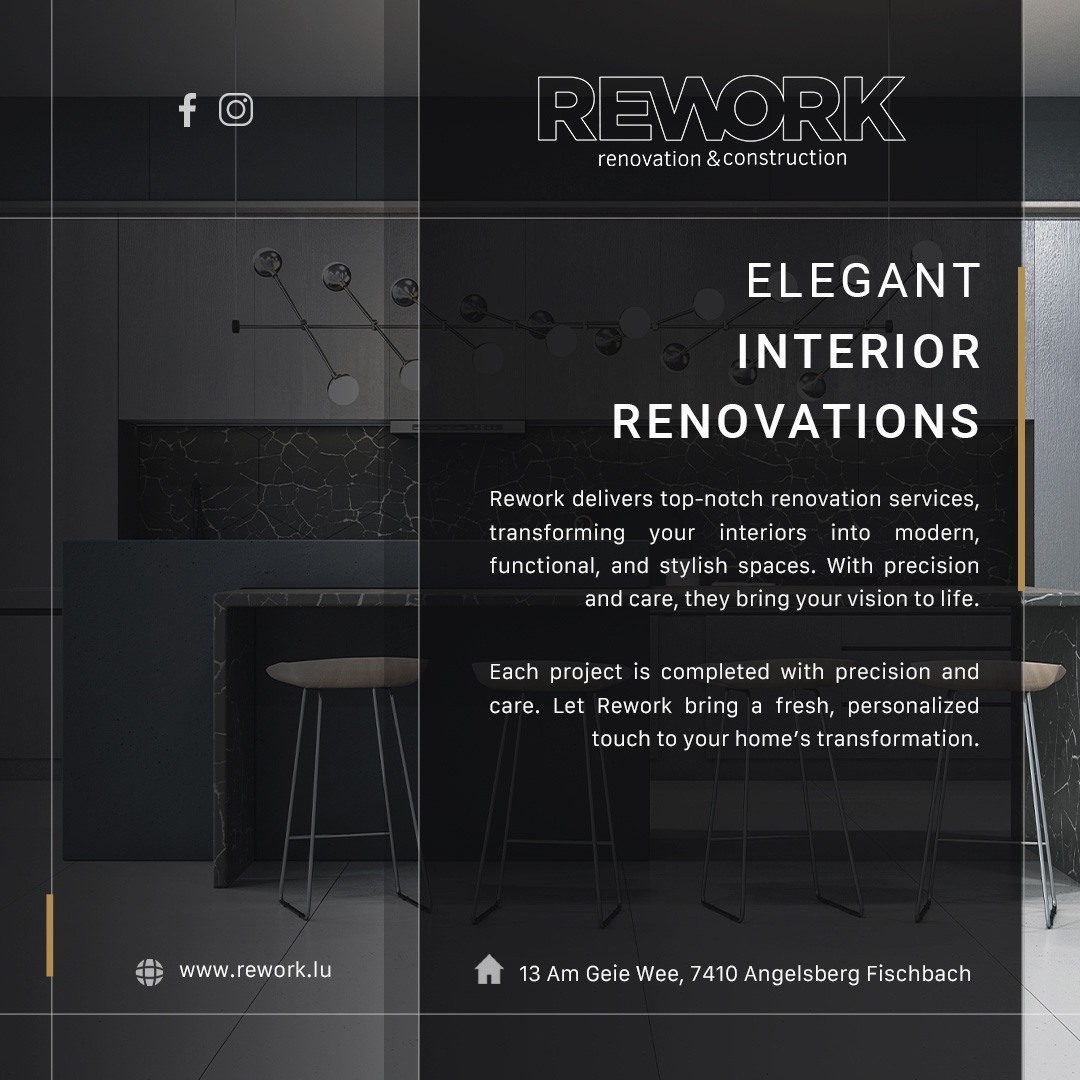 REWORK
renovation & construction
ELEGANT
INTERIOR
RENOVATIONS
Rework delivers top-notch renovation services,
transforming your interiors into modern,
functional, and stylish spaces. With precision
and care, they bring your vision to life.
Each project is completed with precision and
care. Let Rework bring a fresh, personalized
touch to your home's transformation.
www.rework.lu
13 Am Geie Wee, 7410 Angelsberg Fischbach